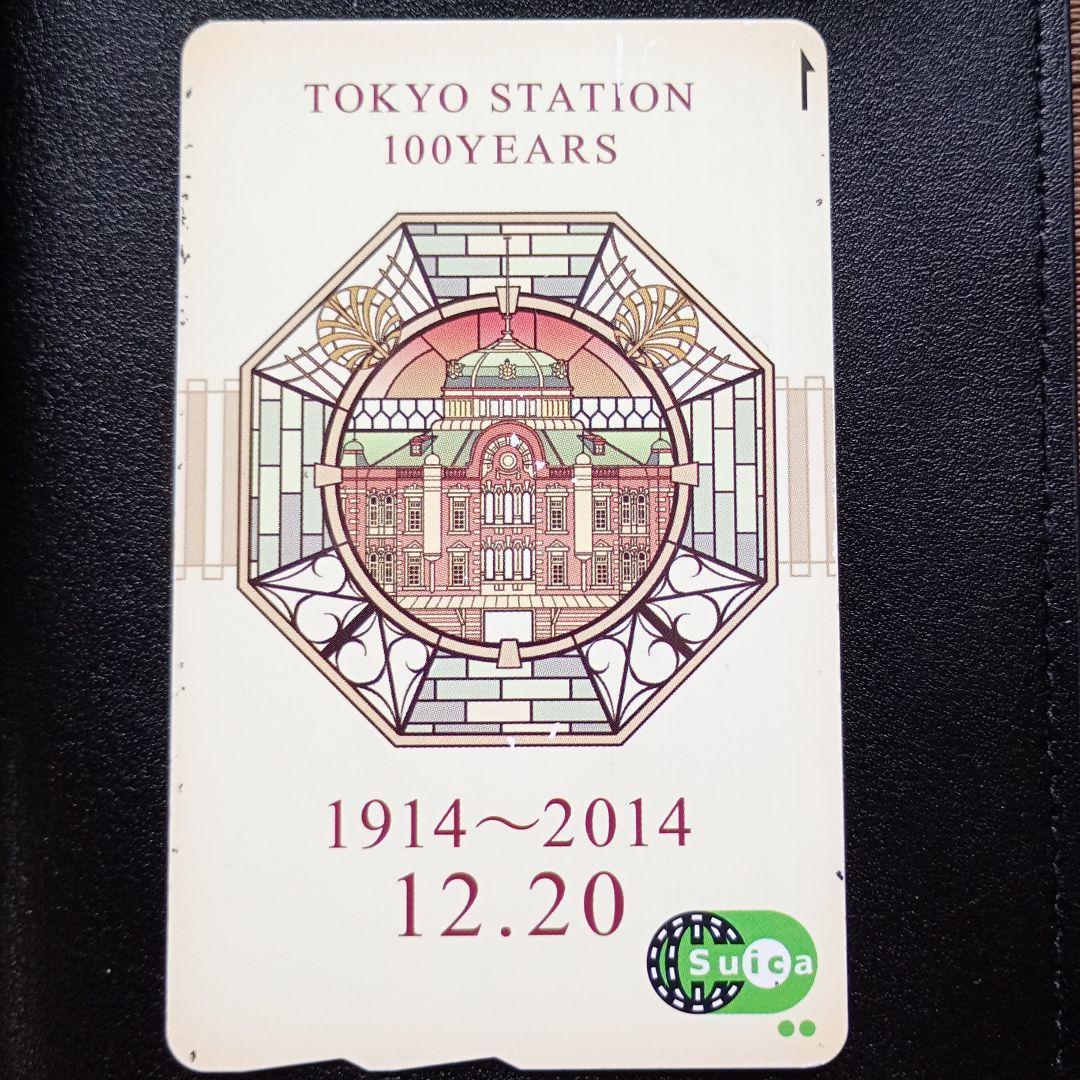 TOKYO STATION
100YEARS
1914～2014
12.20
Suica